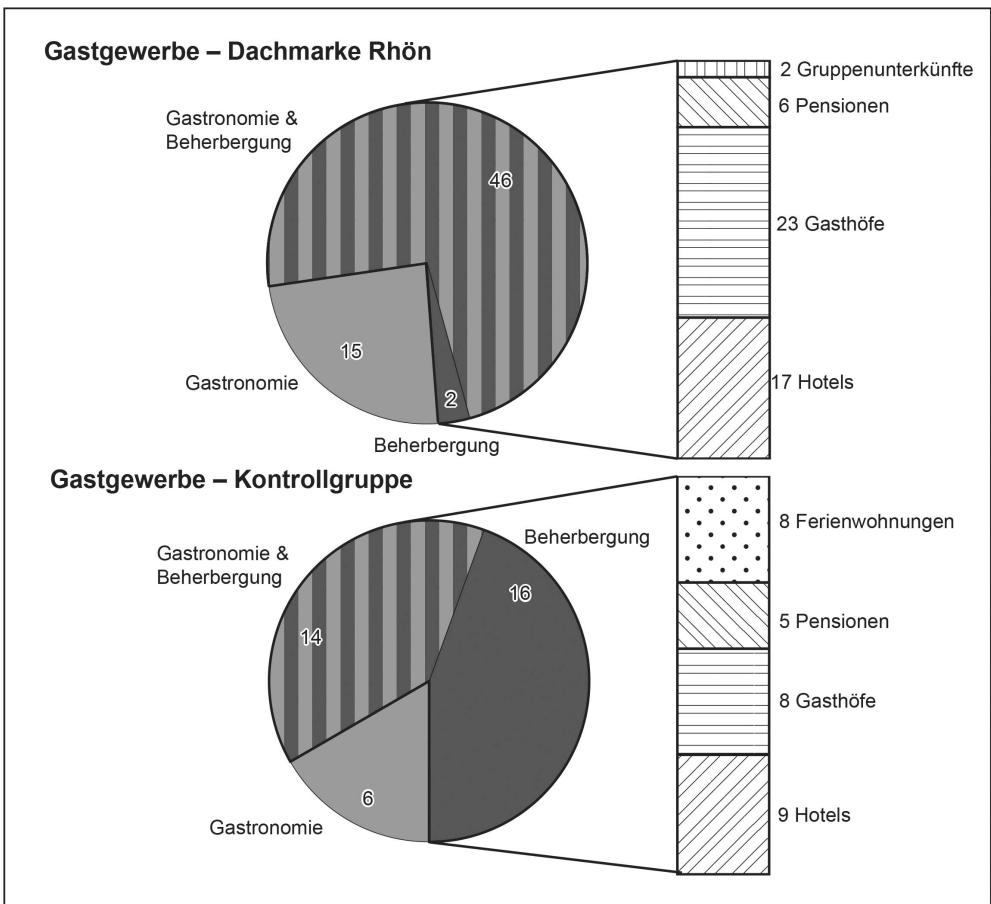 Gastgewerbe – Dachmarke Rhön
Gastronomie &
Beherbergung
46
15
2
Gastronomie
Beherbergung
2 Gruppenunterkünfte
6 Pensionen
23 Gasthöfe
17 Hotels
Gastgewerbe – Kontrollgruppe
Gastronomie &
Beherbergung
Beherbergung
16
14
6
Gastronomie
8 Ferienwohnungen
5 Pensionen
8 Gasthöfe
9 Hotels